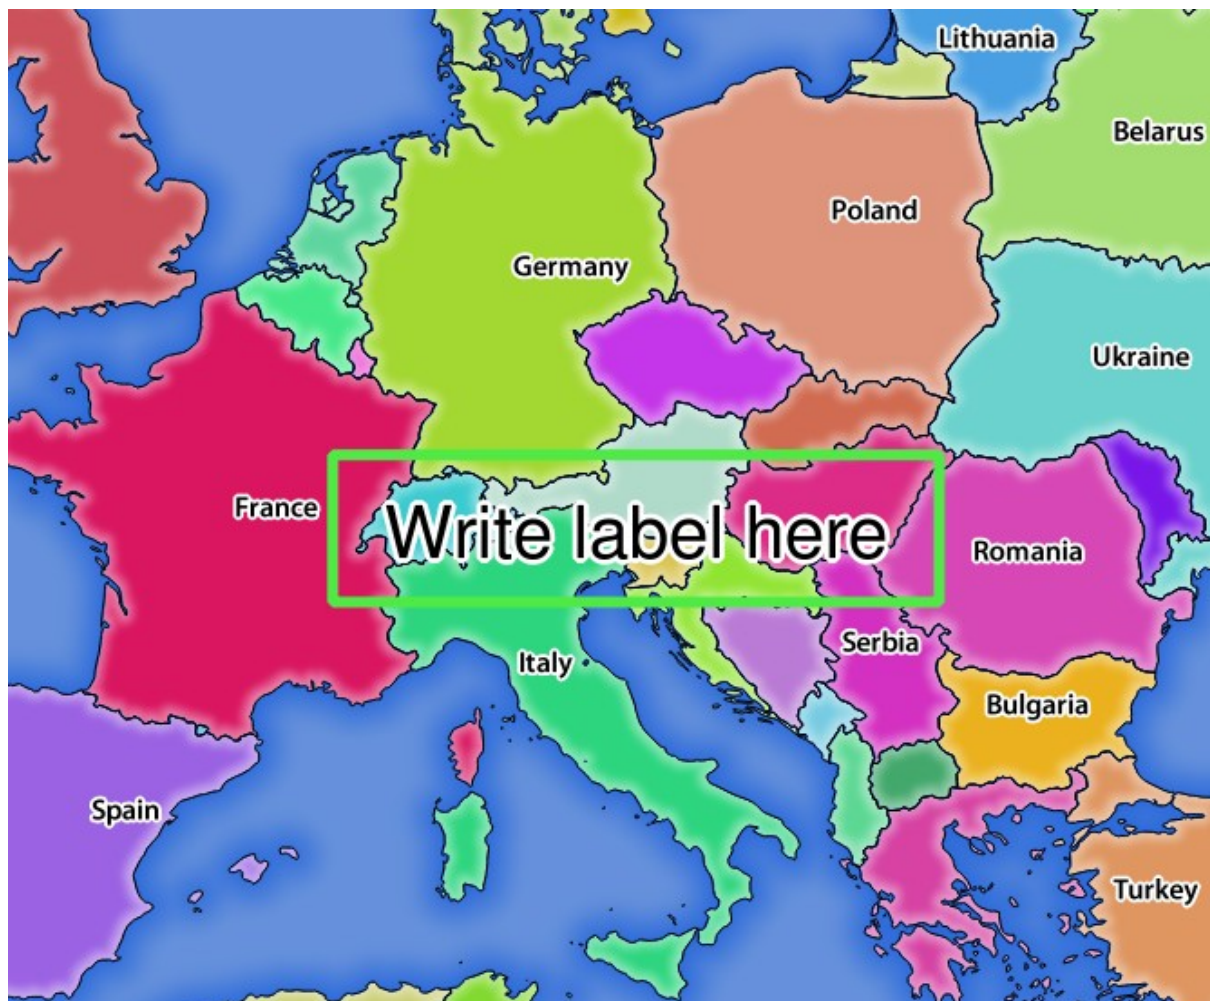 Lithuania
Belarus
Poland
Germany
Ukraine
France
Write label here
Romania
Serbia
Italy
Bulgaria
Spain
Turkey